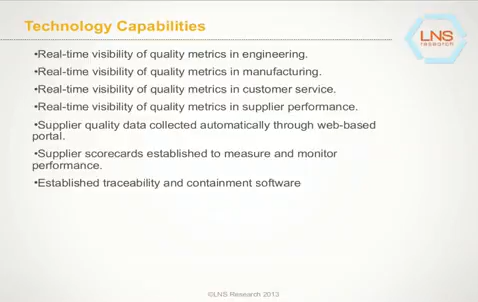 Technology Capabilities
LNS
research
•Real-time visibility of quality metrics in engineering.
•Real-time visibility of quality metrics in manufacturing.
•Real-time visibility of quality metrics in customer service.
•Real-time visibility of quality metrics in supplier performance.
•Supplier quality data collected automatically through web-based
portal.
•Supplier scorecards established to measure and monitor
performance.
•Established traceability and containment software
©LNS Research 2013